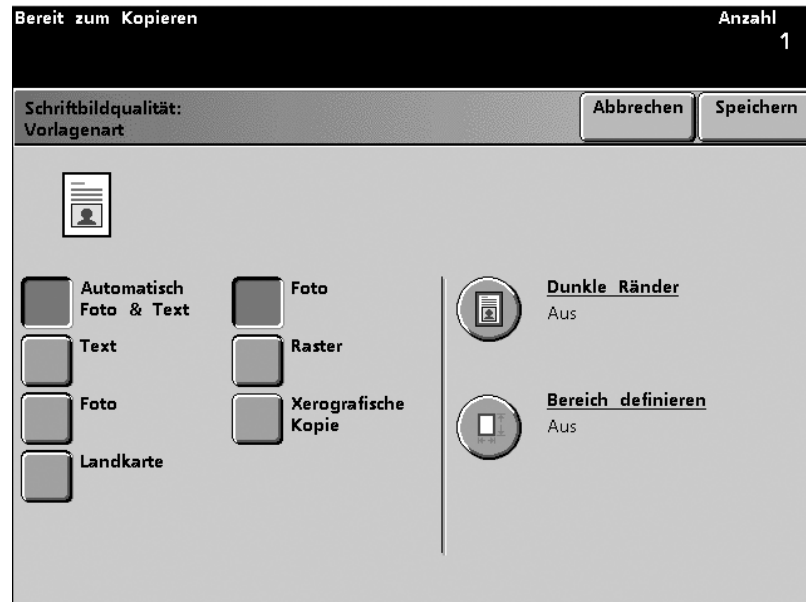 Bereit zum Kopieren
Anzahl
1
Schriftbildqualität:
Vorlagenart
Abbrechen
Speichern
Automatisch
Foto & Text
Text
Foto
Landkarte
Foto
Raster
Xerografische
Kopie
Dunkle Ränder
Aus
Bereich definieren
Aus